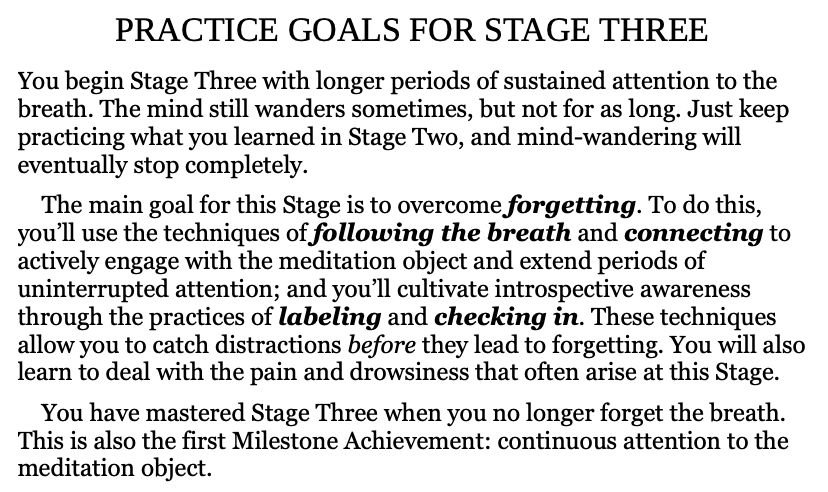 PRACTICE GOALS FOR STAGE THREE
You begin Stage Three with longer periods of sustained attention to the
breath. The mind still wanders sometimes, but not for as long. Just keep
practicing what you learned in Stage Two, and mind-wandering will
eventually stop completely.
The main goal for this Stage is to overcome forgetting. To do this,
you’ll use the techniques of following the breath and connecting to
actively engage with the meditation object and extend periods of
uninterrupted attention; and you’ll cultivate introspective awareness
through the practices of labeling and checking in. These techniques
allow you to catch distractions before they lead to forgetting. You will also
learn to deal with the pain and drowsiness that often arise at this Stage.
You have mastered Stage Three when you no longer forget the breath.
This is also the first Milestone Achievement: continuous attention to the
meditation object.